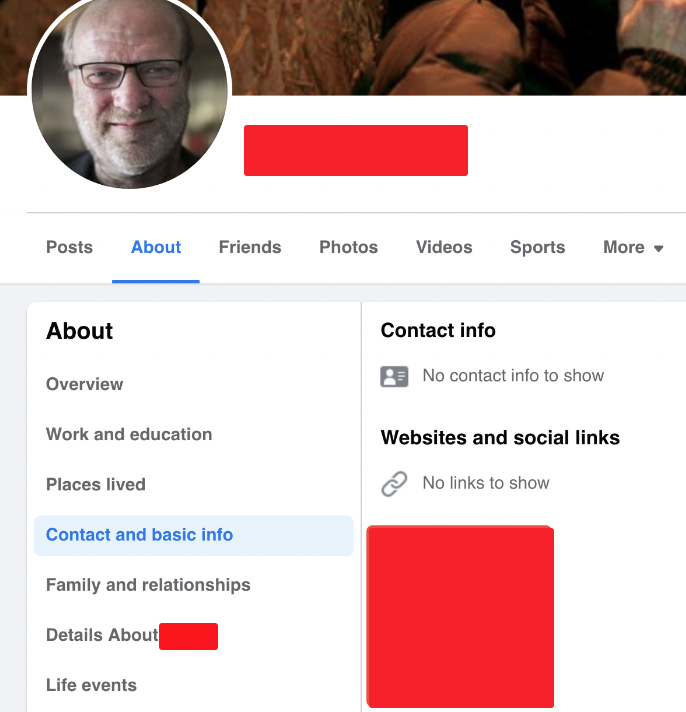 Posts About Friends Photos Videos Sports More
About
Overview
Work and education
Places lived
Contact and basic info
Family and relationships
Details About
Life events
Contact info
No contact info to show
Websites and social links
No links to show